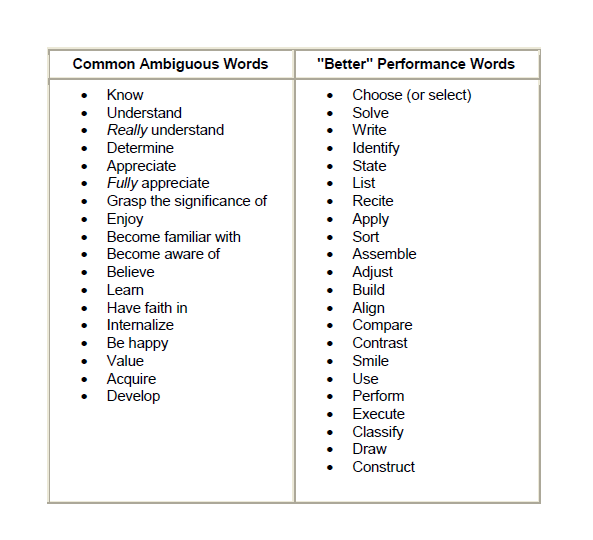 Common Ambiguous Words
• Know
• Understand
• Really understand
• Determine
• Appreciate
• Fully appreciate
• Grasp the significance of
• Enjoy
• Become familiar with
• Become aware of
• Believe
• Learn
• Have faith in
• Internalize
• Be happy
• Value
• Acquire
• Develop
"Better" Performance Words
• Choose (or select)
• Solve
• Write
• Identify
• State
• List
• Recite
• Apply
• Sort
• Assemble
• Adjust
• Build
• Align
• Compare
• Contrast
• Smile
• Use
• Perform
• Execute
• Classify
• Draw
• Construct